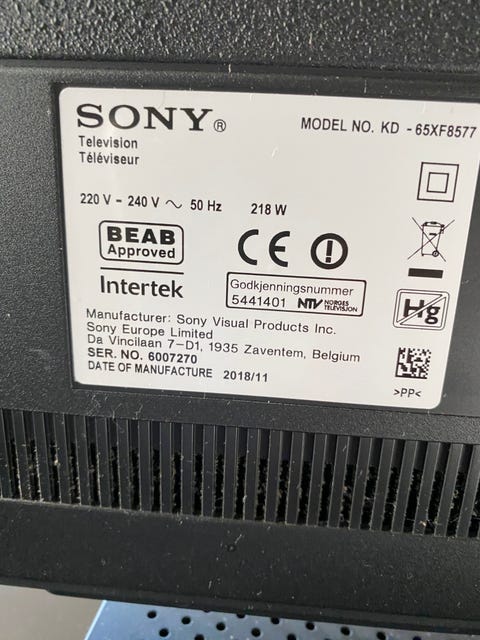 SONY®
MODEL NO. KD - 65XF8577
Television
Téléviseur
220 V - 240 V ~ 50 Hz 218 W
BEAB
Approved
Intertek
CE
Godkjenningsnummer
5441401 NTV NORGES
TELEVISJON
Hg
Manufacturer: Sony Visual Products Inc.
Sony Europe Limited
Da Vincilaan 7-D1, 1935 Zaventem, Belgium
SER. NO. 6007270
DATE OF MANUFACTURE 2018/11
>PP<